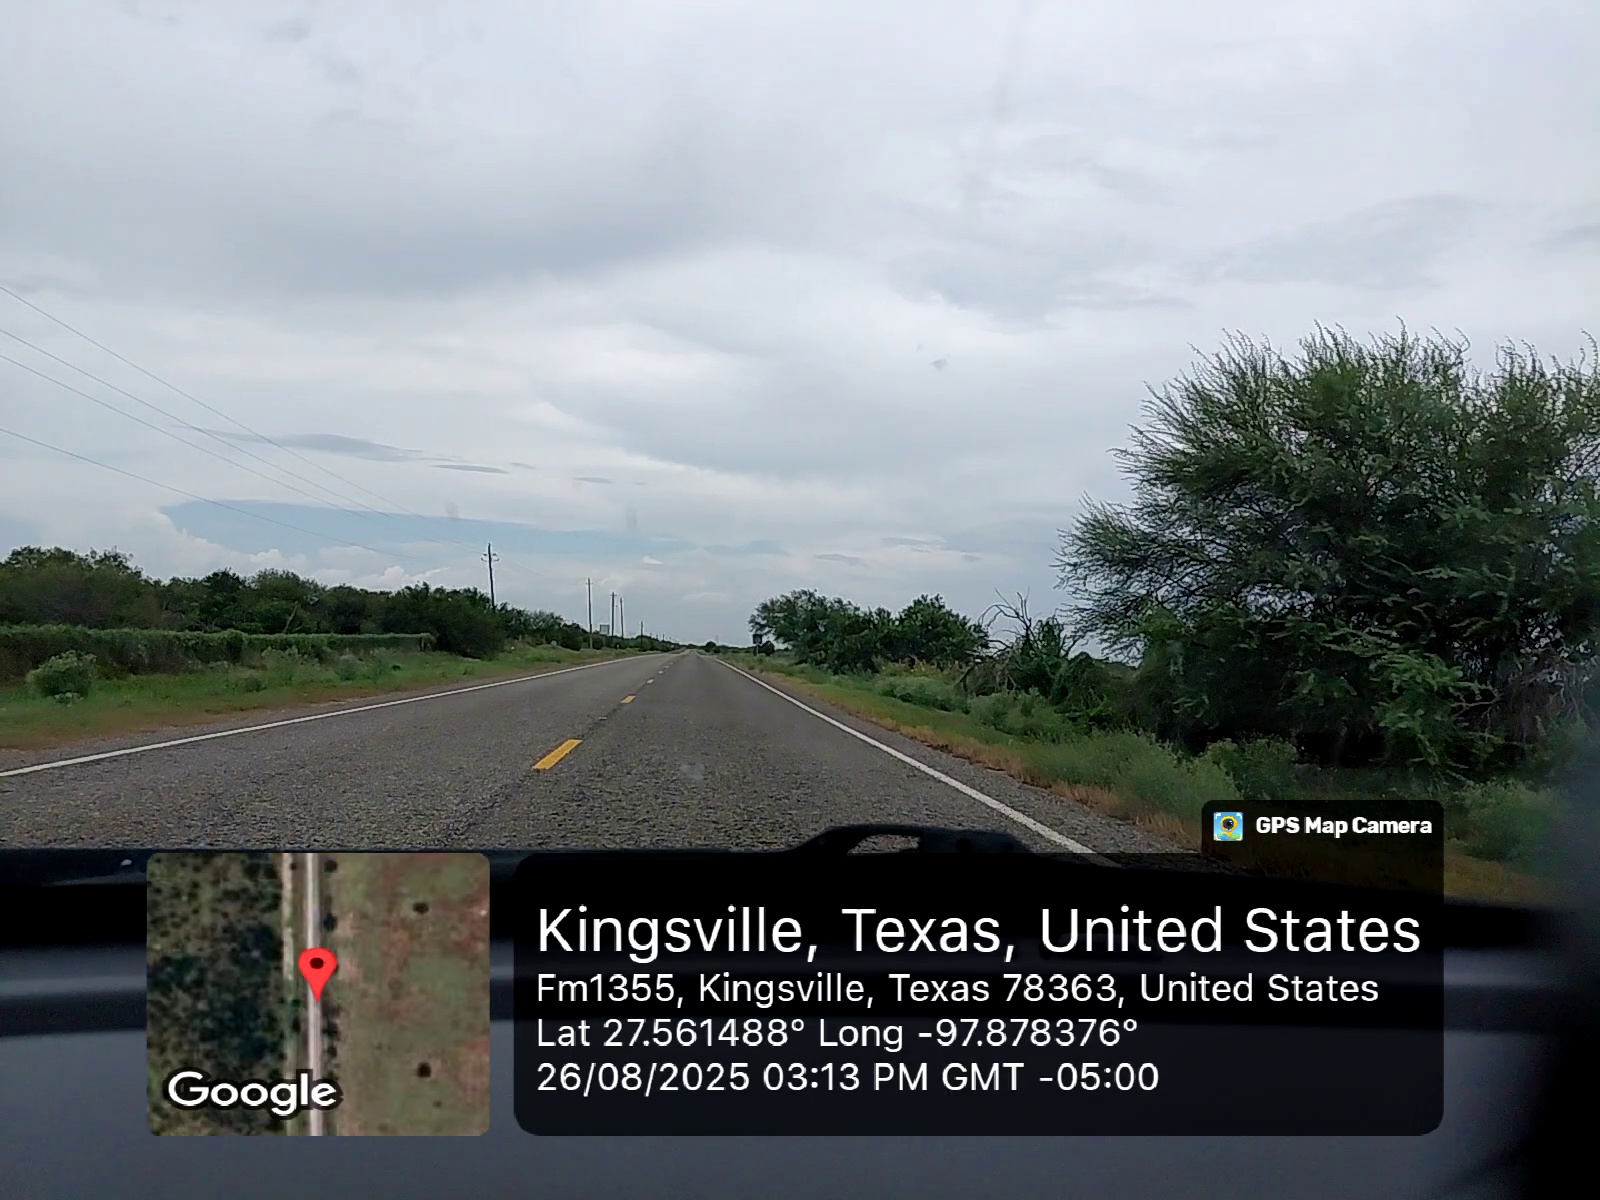 GPS Map Camera
Kingsville, Texas, United States
Fm1355, Kingsville, Texas 78363, United States
Lat 27.561488° Long -97.878376°
26/08/2025 03:13 PM GMT -05:00
Google